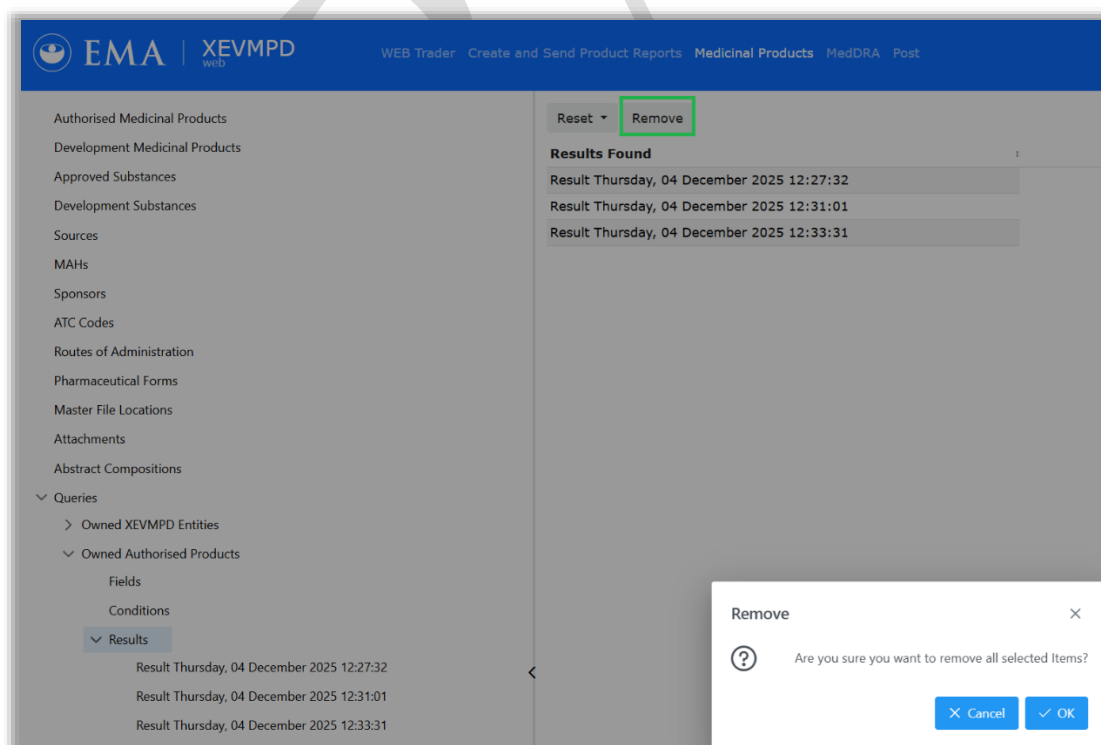 EMA | XEVMPD web
WEB Trader Create and Send Product Reports Medicinal Products MedDRA Post
Authorised Medicinal Products
Development Medicinal Products
Approved Substances
Development Substances
Sources
MAHs
Sponsors
ATC Codes
Routes of Administration
Pharmaceutical Forms
Master File Locations
Attachments
Abstract Compositions
Queries
Owned XEVMPD Entities
Owned Authorised Products
Fields
Conditions
Results
Result Thursday, 04 December 2025 12:27:32
Result Thursday, 04 December 2025 12:31:01
Result Thursday, 04 December 2025 12:33:31
Reset Remove
Results Found
Result Thursday, 04 December 2025 12:27:32
Result Thursday, 04 December 2025 12:31:01
Result Thursday, 04 December 2025 12:33:31
Remove
Are you sure you want to remove all selected Items?
Cancel OK